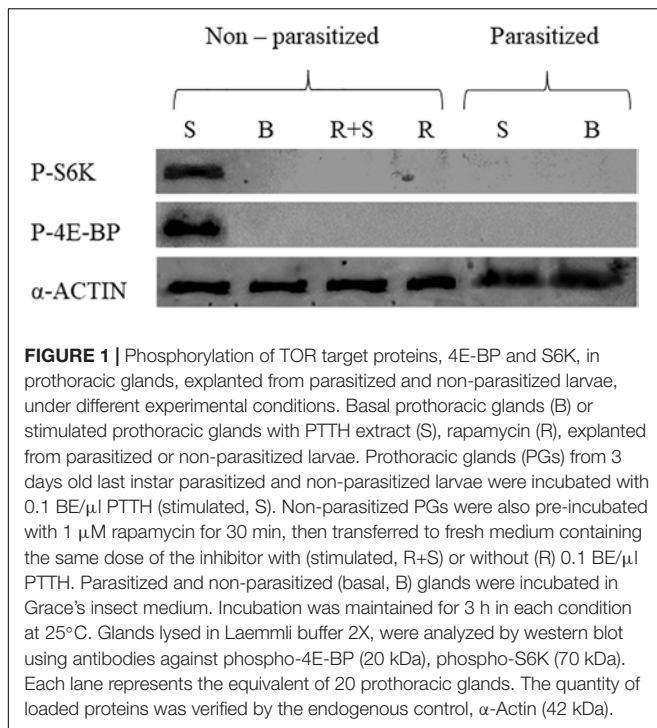 Non – parasitized Parasitized
S B R+S R S B
P-S6K
P-4E-BP
α-ACTIN
FIGURE 1 | Phosphorylation of TOR target proteins, 4E-BP and S6K, in
prothoracic glands, explanted from parasitized and non-parasitized larvae,
under different experimental conditions. Basal prothoracic glands (B) or
stimulated prothoracic glands with PTTH extract (S), rapamycin (R), explanted
from parasitized or non-parasitized larvae. Prothoracic glands (PGs) from 3
days old last instar parasitized and non-parasitized larvae were incubated with
0.1 BE/μl PTTH (stimulated, S). Non-parasitized PGs were also pre-incubated
with 1 μM rapamycin for 30 min, then transferred to fresh medium containing
the same dose of the inhibitor with (stimulated, R+S) or without (R) 0.1 BE/μl
PTTH. Parasitized and non-parasitized (basal, B) glands were incubated in
Grace's insect medium. Incubation was maintained for 3 h in each condition
at 25°C. Glands lysed in Laemmli buffer 2X, were analyzed by western blot
using antibodies against phospho-4E-BP (20 kDa), phospho-S6K (70 kDa).
Each lane represents the equivalent of 20 prothoracic glands. The quantity of
loaded proteins was verified by the endogenous control, α-Actin (42 kDa).